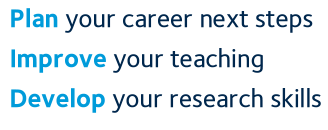 Plan your career next steps
Improve your teaching
Develop your research skills